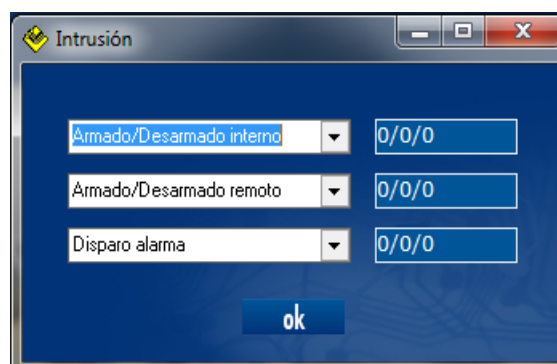 Intrusión
Armado/Desarmado interno 0/0/0
Armado/Desarmado remoto 0/0/0
Disparo alarma 0/0/0
ok